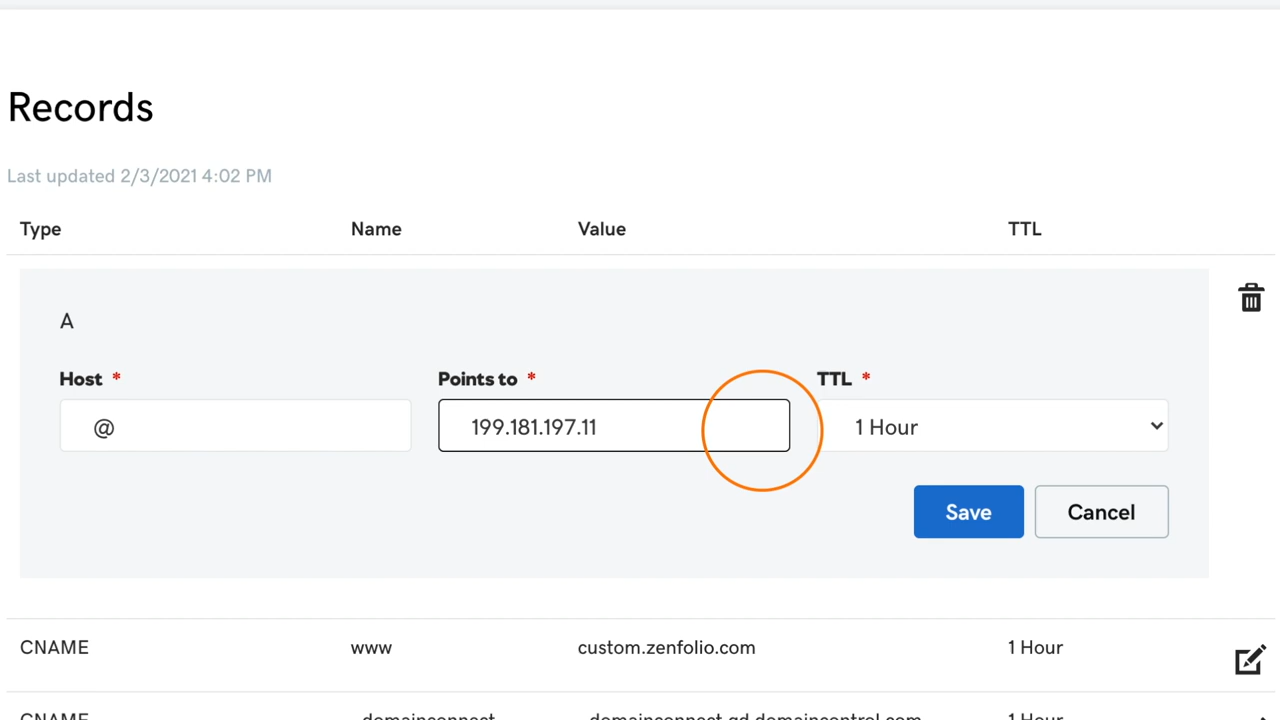 Records
Last updated 2/3/2021 4:02 PM
Type Name Value TTL
A
Host * Points to * TTL *
@ 199.181.197.11 1 Hour
Save Cancel
CNAME www custom.zenfolio.com 1 Hour
CNAME _domainconnect _domainconnect.gd.domaincontrol.com 1 Hour